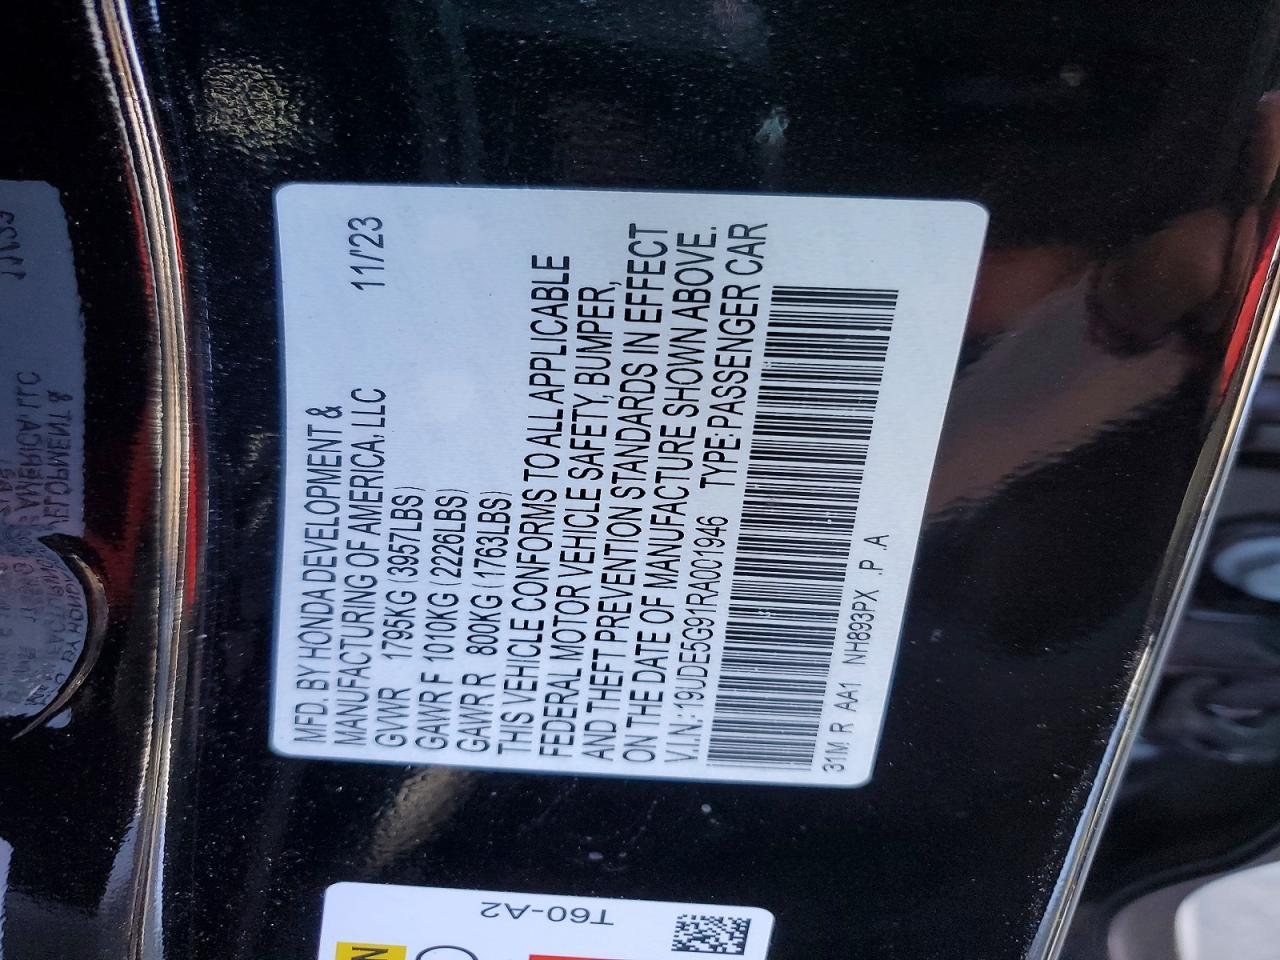 MFD. BY HONDA DEVELOPMENT &
MANUFACTURING OF AMERICA, LLC 11/'23
GVWR 1795KG(3957LBS)
GAWR F 1010KG(2226LBS)
GAWR R 800KG(1763LBS)
THIS VEHICLE CONFORMS TO ALL APPLICABLE
FEDERAL MOTOR VEHICLE SAFETY, BUMPER,
AND THEFT PREVENTION STANDARDS IN EFFECT
ON THE DATE OF MANUFACTURE SHOWN ABOVE.
V.I.N:19UDE5G91RA001946 TYPE:PASSENGER CAR
31M R AA1 NH893PX .P .A
T60-A2